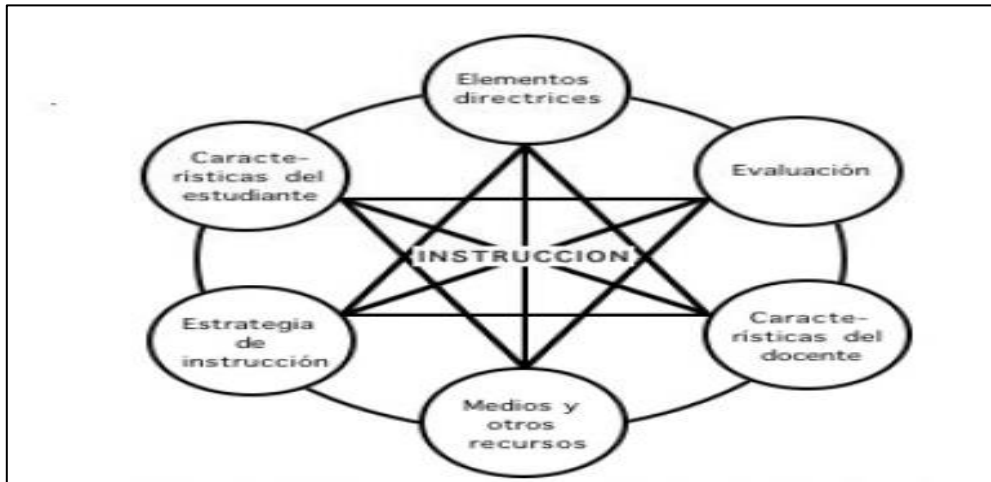 Elementos
directrices
Evaluación
Caracte-
rísticas del
docente
Medios y
otros
recursos
Estrategia
de
instrucción
Caracte-
rísticas del
estudiante
INSTRUCCION